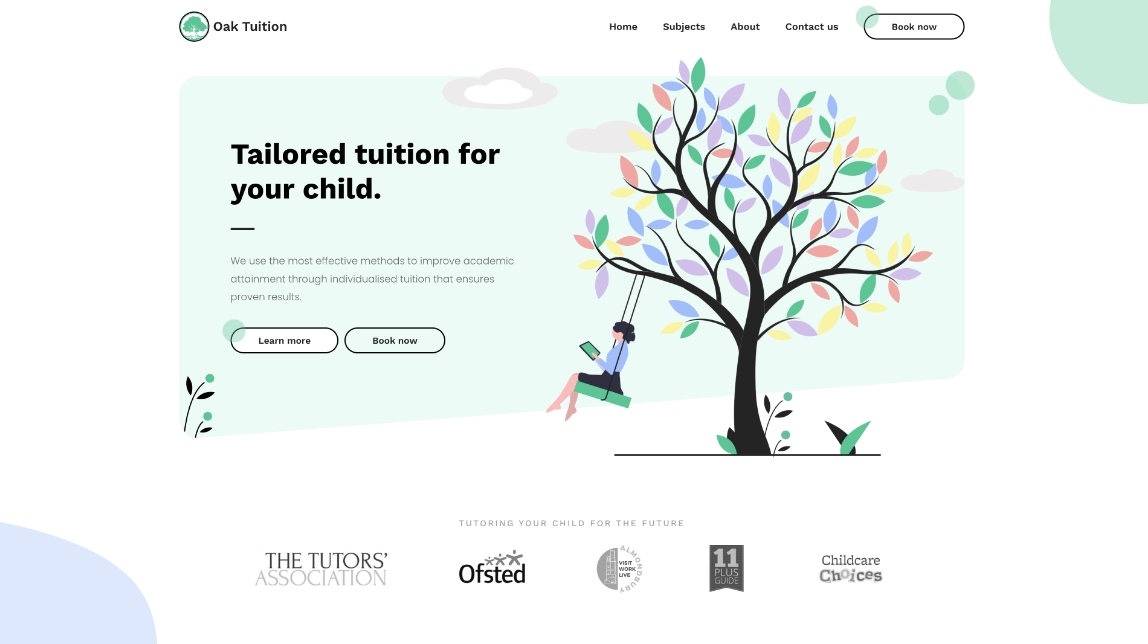 Oak Tuition
Home
Subjects
About
Contact us
Book now
Tailored tuition for
your child.
We use the most effective methods to improve academic
attainment through individualised tuition that ensures
proven results.
Learn more
Book now
TUTORING YOUR CHILD FOR THE FUTURE
THE TUTORS'
ASSOCIATION
Ofsted
VISIT
WORK
LIVE
ALMONDBURY
11
PLUS
GUIDE
Childcare
Choices